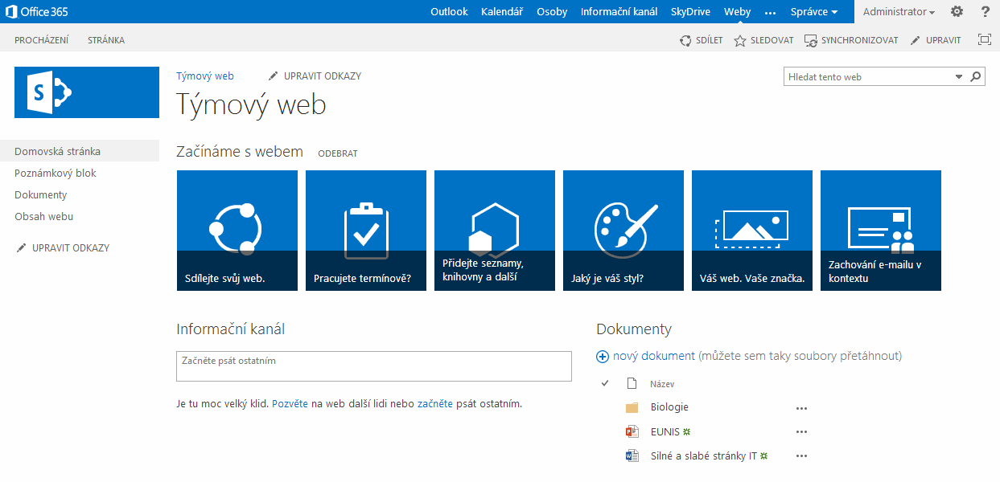 Office 365
Outlook Kalendář Osoby Informační kanál SkyDrive Weby ••• Správce Administrator ?
PROCHÁZENÍ STRÁNKA SDÍLET SLEDOVAT SYNCHRONIZOVAT UPRAVIT
S
Týmový web UPRAVIT ODKAZY
Hledat tento web
Týmový web
Domovská stránka
Poznámkový blok
Dokumenty
Obsah webu
UPRAVIT ODKAZY
Začínáme s webem ODEBRAT
Sdílejte svůj web.
Pracujete termínově?
Přidejte seznamy,
knihovny a další
Jaký je váš styl?
Váš web. Vaše značka.
Zachování e-mailu v
kontextu
Informační kanál
Začněte psát ostatním
Je tu moc velký klid. Pozvěte na web další lidi nebo začněte psát ostatním.
Dokumenty
nový dokument (můžete sem taky soubory přetáhnout)
Název
Biologie •••
EUNIS •••
Silné a slabé stránky IT •••